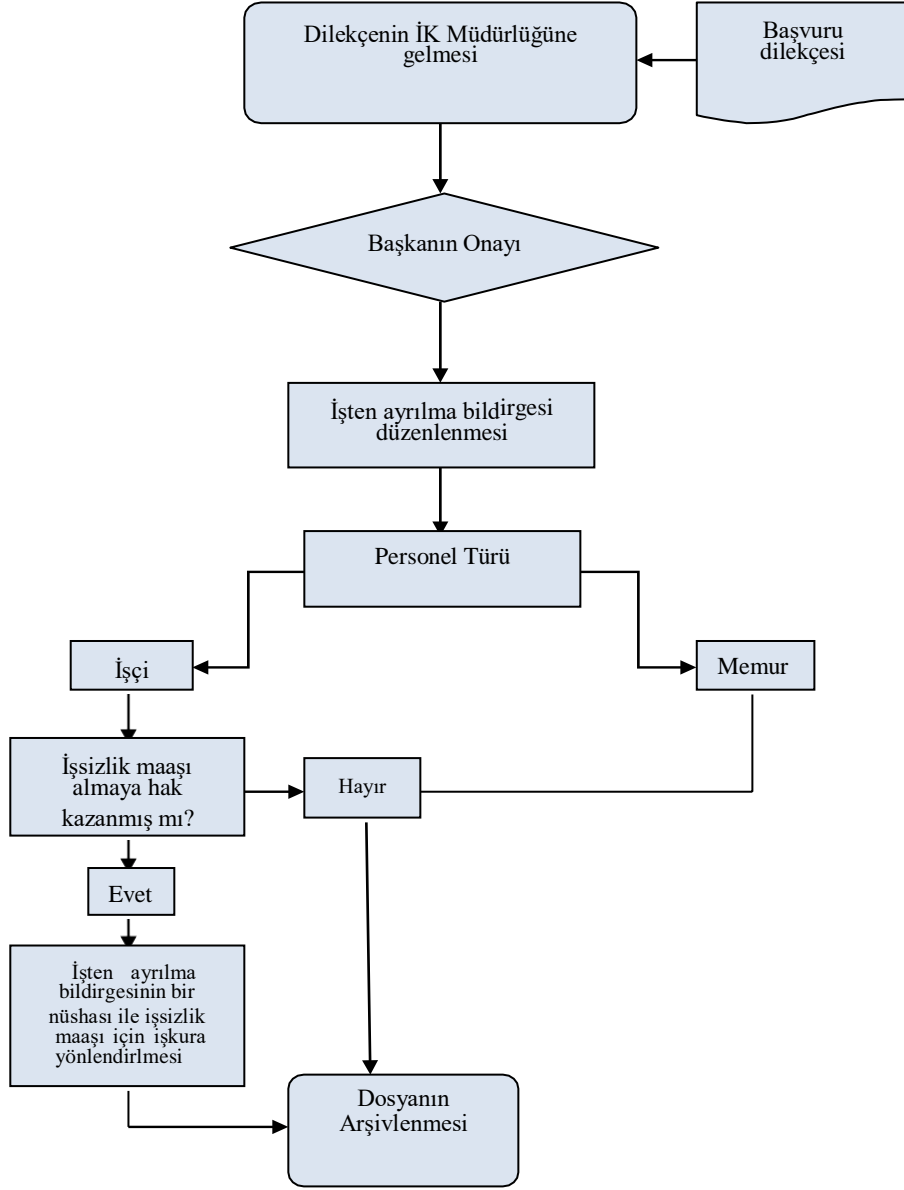 Dilekçenin İK Müdürlüğüne
gelmesi
Başvuru
dilekçesi
Başkanın Onayı
İşten ayrılma bildirgesi
düzenlenmesi
Personel Türü
İşçi
Memur
İşsizlik maaşı
almaya hak
kazanmış mı?
Hayır
Evet
İşten ayrılma
bildirgesinin bir
nüshası ile işsizlik
maaşı için işkura
yönlendirlmesi
Dosyanın
Arşivlenmesi